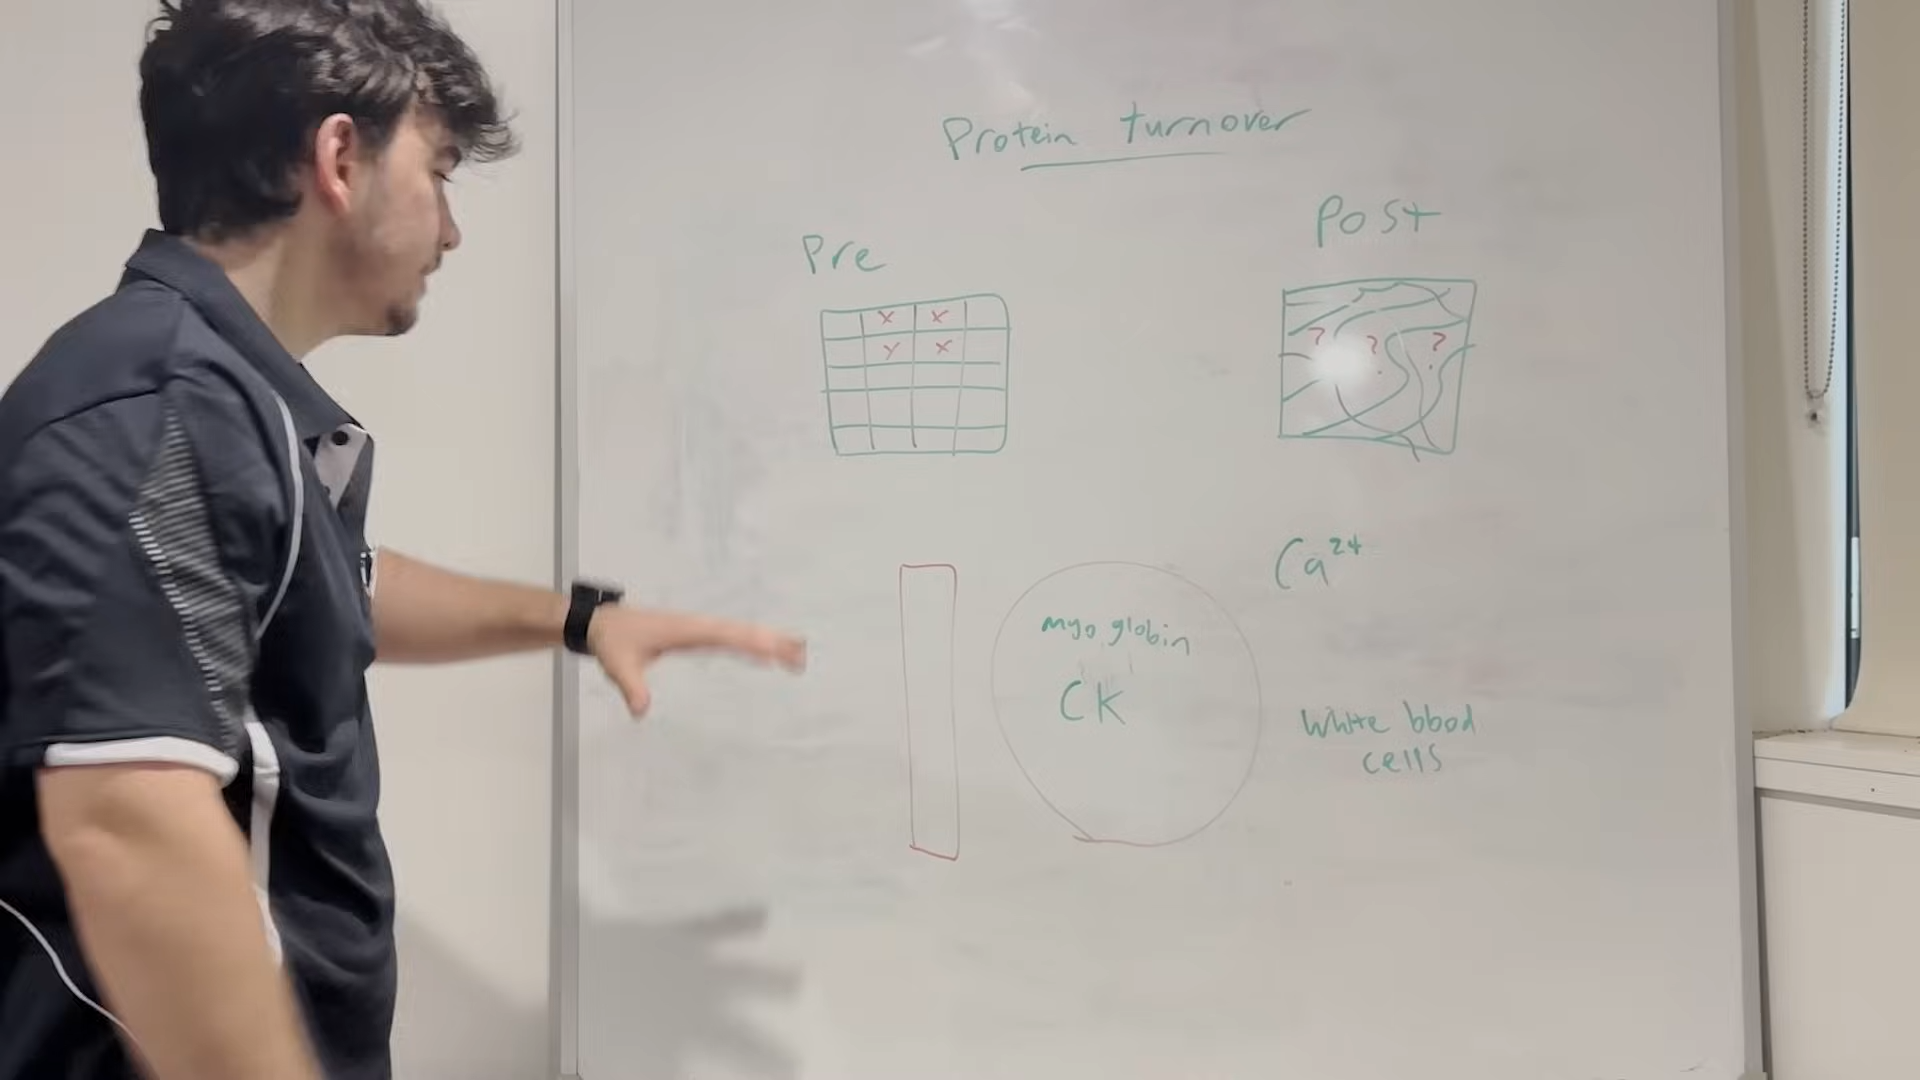 Protein turnover
Pre
Post
x x
y x
? ? ?
Ca²⁺
myoglobin
CK
White blood
cells